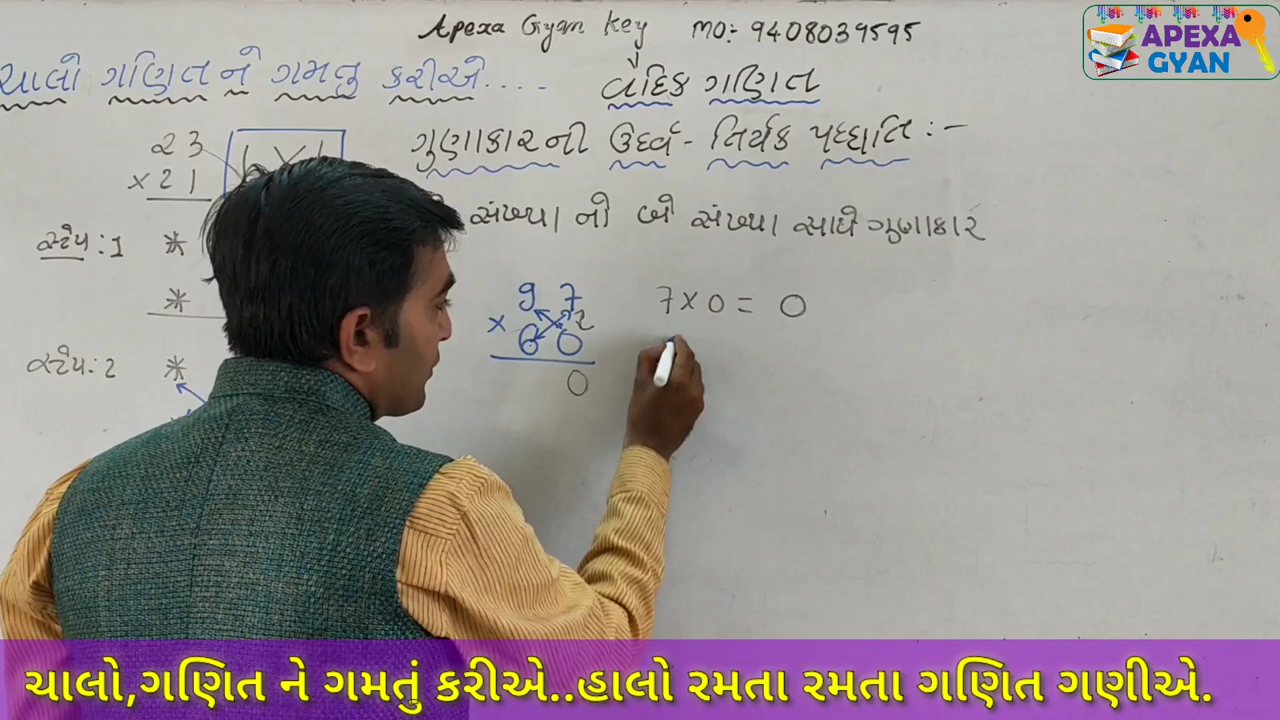 Apexa Gyan Key MO:- 9408039595
APEXA
GYAN
ચાલો ગણિત ને ગમતુ કરીએ.... વૈદિક ગણિત
ગુણાકારની ઉર્ધ્વ - તિર્યક પધ્ધતિ :-
23
×21
સંખ્યા નો બે સંખ્યા સાથે ગુણાકાર
સ્ટેપ : 1 *
*
97
× 60
0
7 × 0 = 0
સ્ટેપ : 2 *
ચાલો,ગણિત ને ગમતું કરીએ..હાલો રમતા રમતા ગણિત ગણીએ.